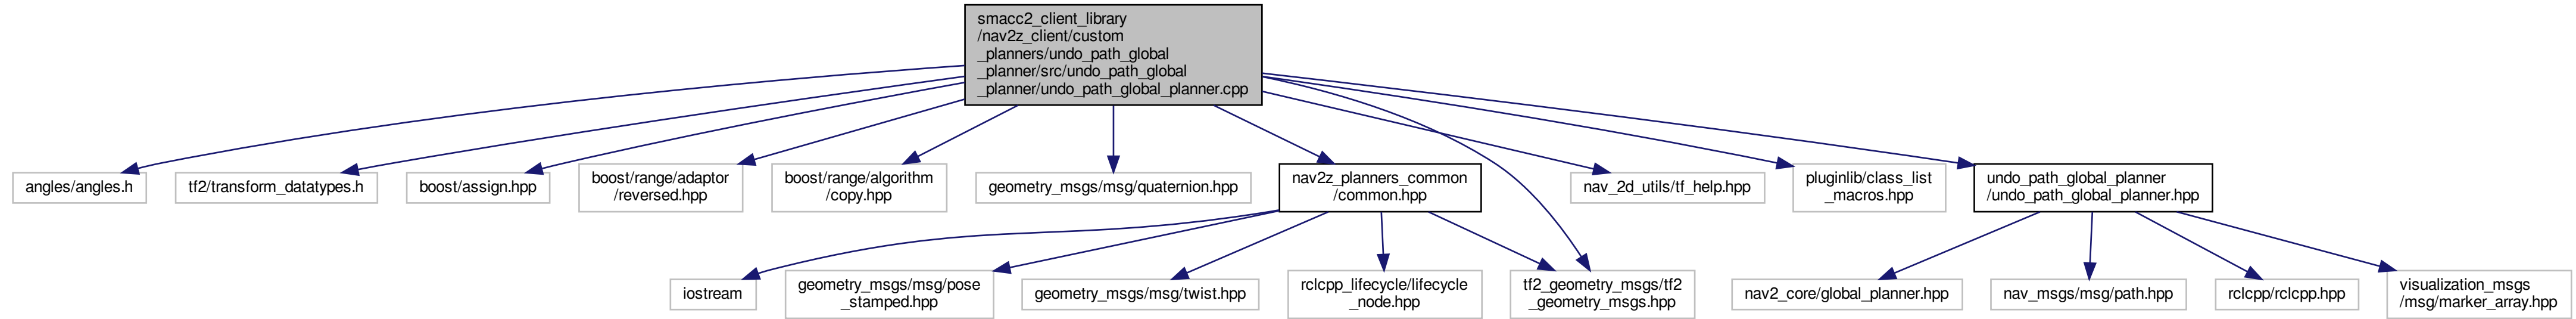 smacc2_client_library
/nav2z_client/custom
_planners/undo_path_global
_planner/src/undo_path_global
_planner/undo_path_global_planner.cpp
angles/angles.h
tf2/transform_datatypes.h
boost/assign.hpp
boost/range/adaptor
/reversed.hpp
boost/range/algorithm
/copy.hpp
geometry_msgs/msg/quaternion.hpp
nav2z_planners_common
/common.hpp
nav_2d_utils/tf_help.hpp
pluginlib/class_list
_macros.hpp
undo_path_global_planner
/undo_path_global_planner.hpp
iostream
geometry_msgs/msg/pose
_stamped.hpp
geometry_msgs/msg/twist.hpp
rclcpp_lifecycle/lifecycle
_node.hpp
tf2_geometry_msgs/tf2
_geometry_msgs.hpp
nav2_core/global_planner.hpp
nav_msgs/msg/path.hpp
rclcpp/rclcpp.hpp
visualization_msgs
/msg/marker_array.hpp